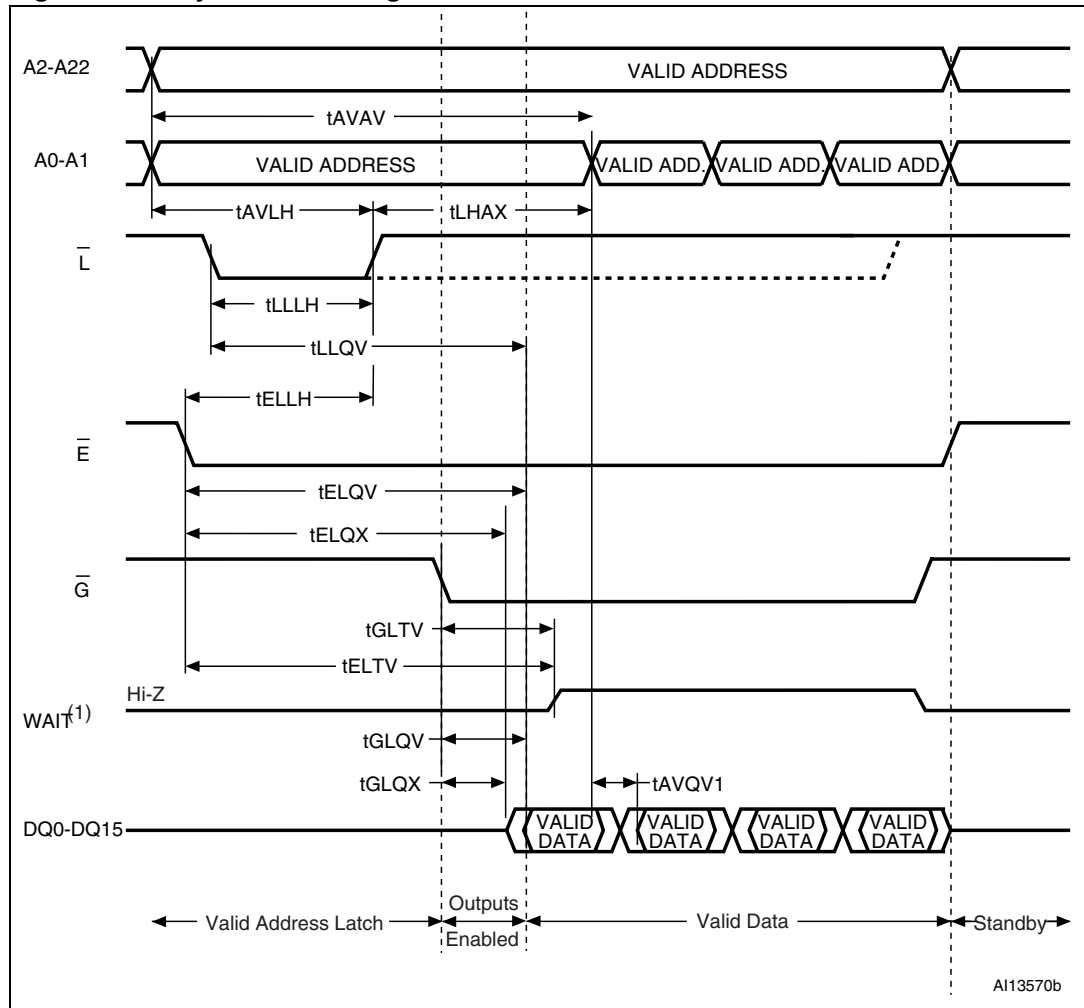 A2-A22
VALID ADDRESS
tAVAV
A0-A1
VALID ADDRESS
VALID ADD.
VALID ADD.
VALID ADD.
tAVLH
tLHAX
L
tLLLH
tLLQV
tELLH
E
tELQV
tELQX
G
tGLTV
tELTV
Hi-Z
WAIT(1)
tGLQV
tGLQX
tAVQV1
DQ0-DQ15
VALID
DATA
VALID
DATA
VALID
DATA
VALID
DATA
Valid Address Latch
Outputs
Enabled
Valid Data
Standby
AI13570b